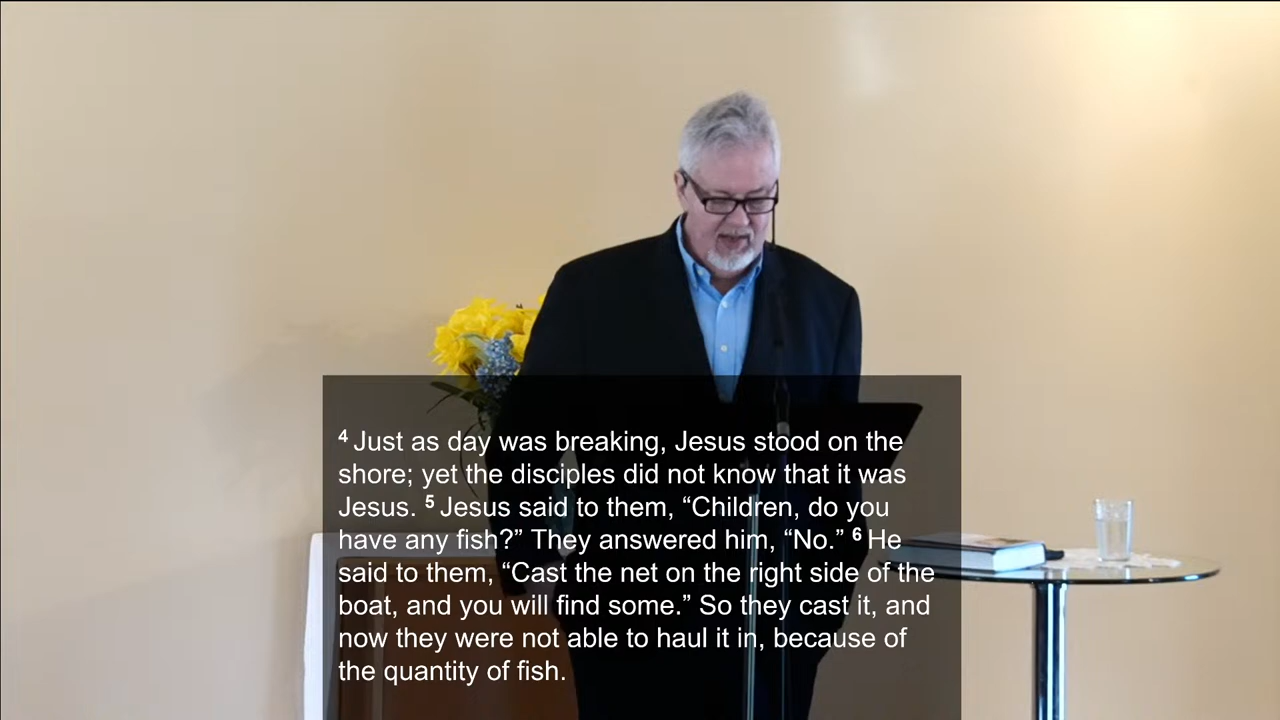 4 Just as day was breaking, Jesus stood on the
shore; yet the disciples did not know that it was
Jesus. 5 Jesus said to them, “Children, do you
have any fish?” They answered him, “No.” 6 He
said to them, “Cast the net on the right side of the
boat, and you will find some.” So they cast it, and
now they were not able to haul it in, because of
the quantity of fish.